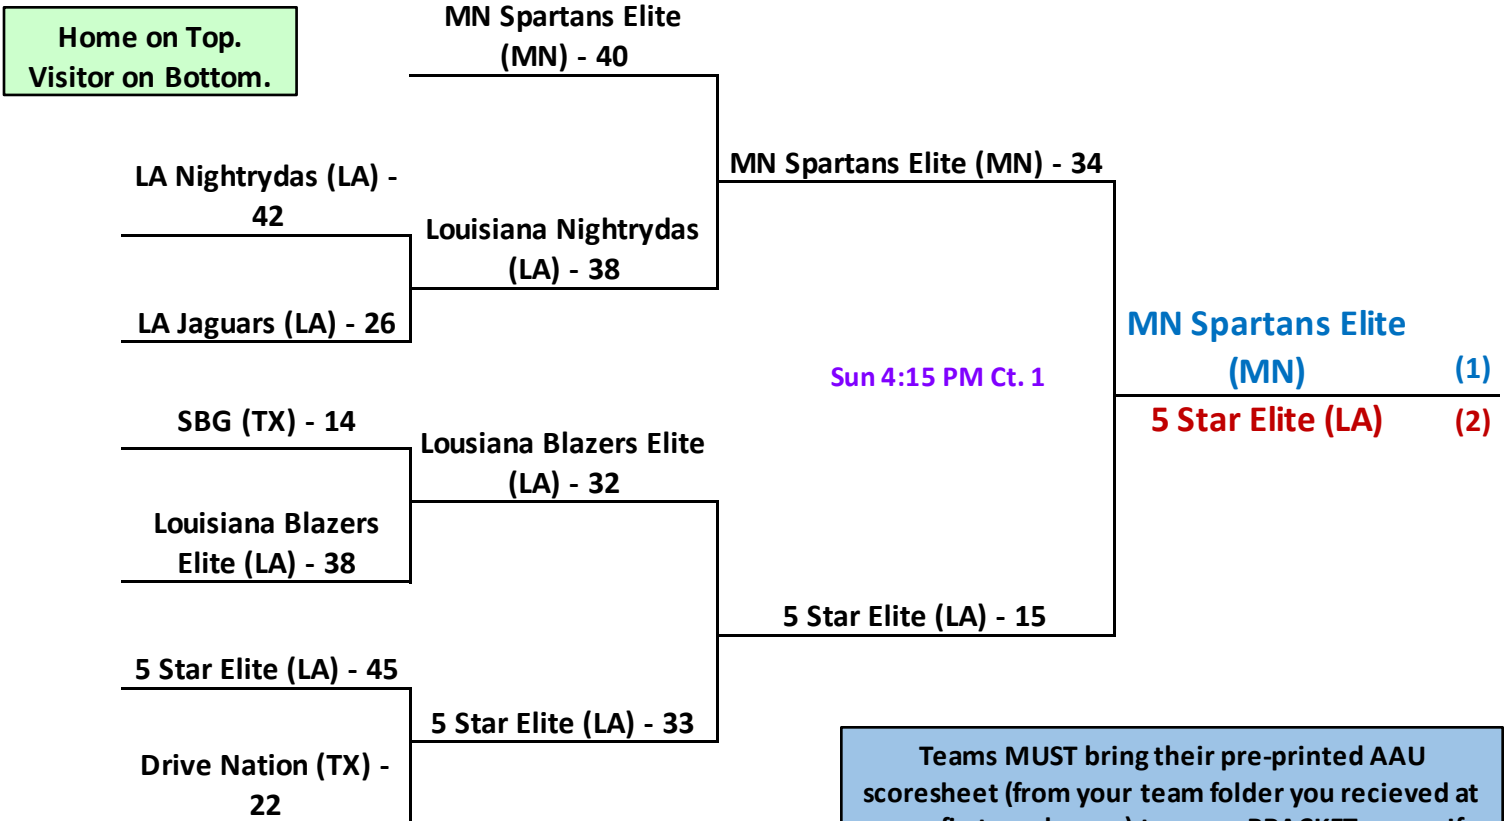 Home on Top.
Visitor on Bottom.
MN Spartans Elite
(MN) - 40
LA Nightrydas (LA) -
42
Louisiana Nightrydas
(LA) - 38
LA Jaguars (LA) - 26
MN Spartans Elite (MN) - 34
SBG (TX) - 14
Lousiana Blazers Elite
(LA) - 32
Louisiana Blazers
Elite (LA) - 38
5 Star Elite (LA) - 45
5 Star Elite (LA) - 33
Drive Nation (TX) -
22
5 Star Elite (LA) - 15
Sun 4:15 PM Ct. 1
MN Spartans Elite
(MN) (1)
5 Star Elite (LA) (2)
Teams MUST bring their pre-printed AAU
scoresheet (from your team folder you recieved at